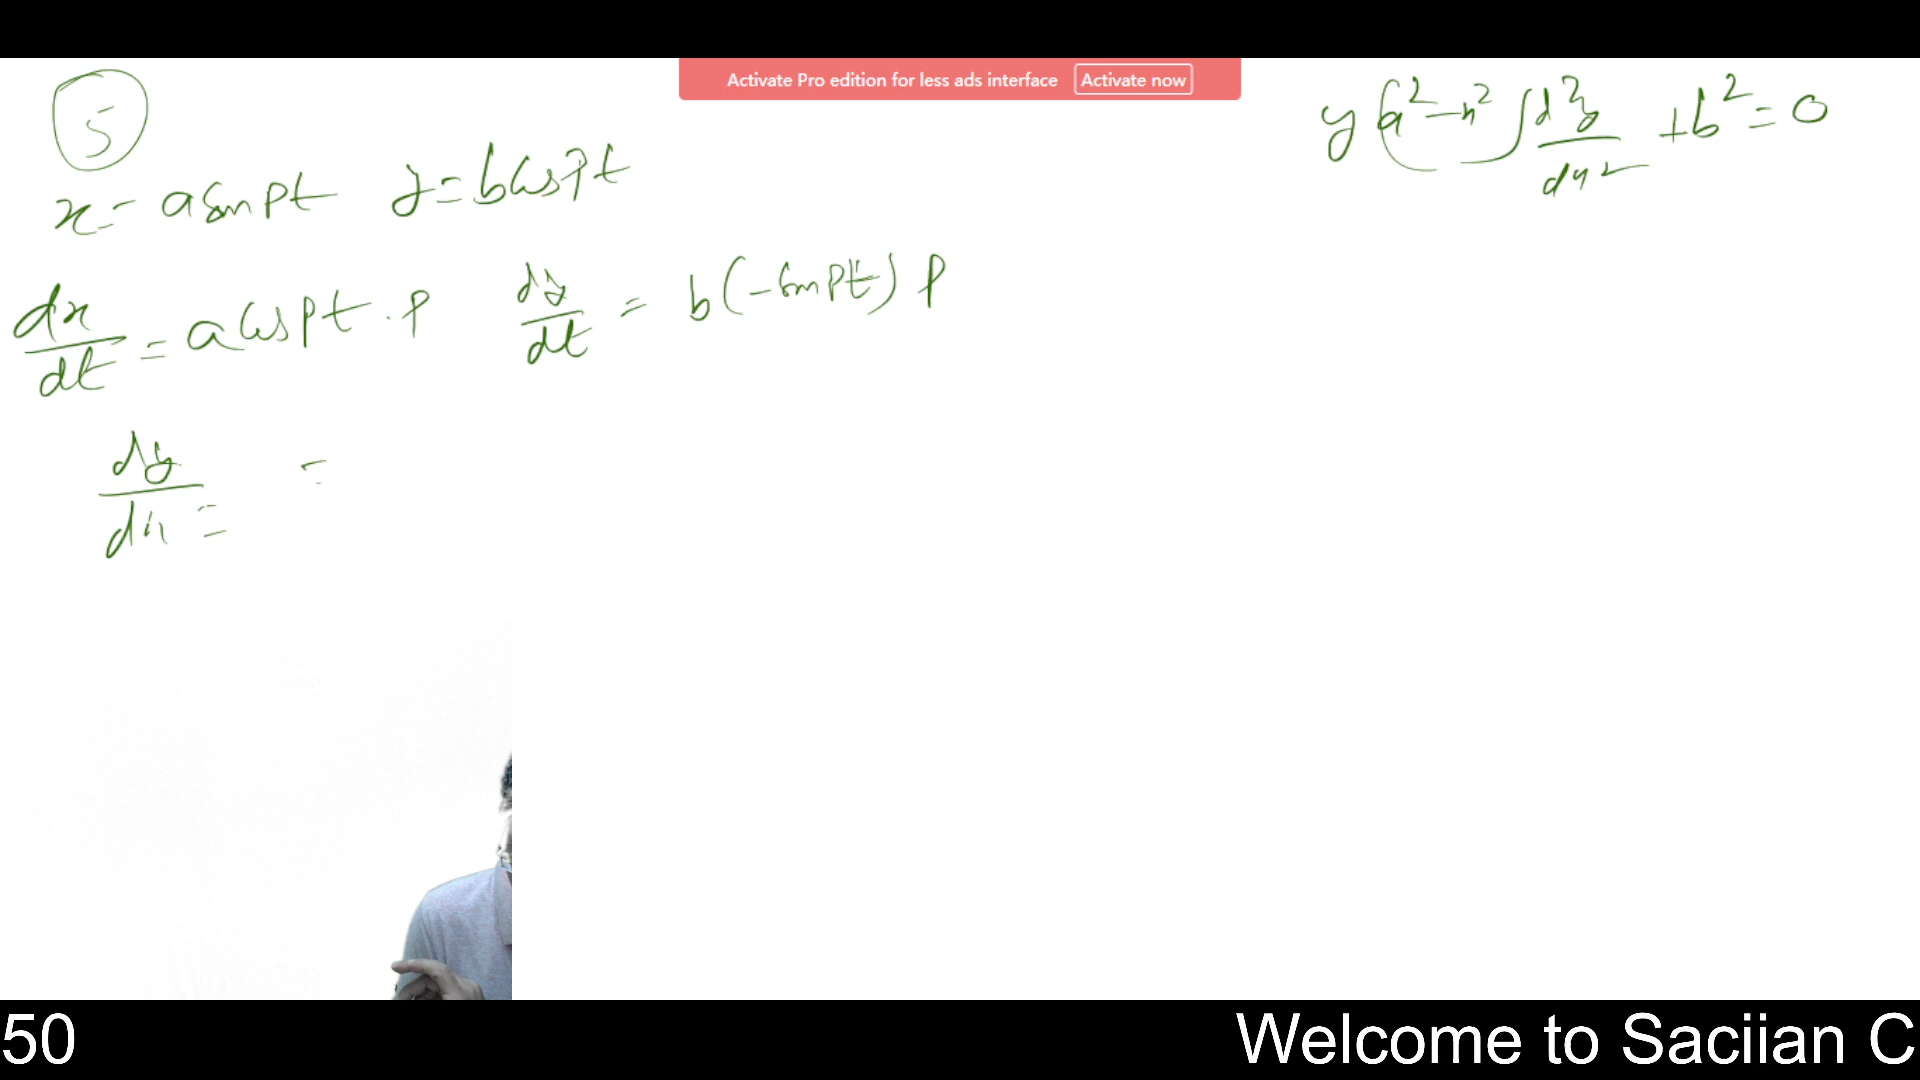 Activate Pro edition for less ads interface Activate now
5
y(a²-x²) d²y/dx² + b² = 0
x = a sin pt y = b cos pt
dx/dt = a cos pt . p dy/dt = b(-sin pt) p
dy/dx = =
50 Welcome to Saciian C